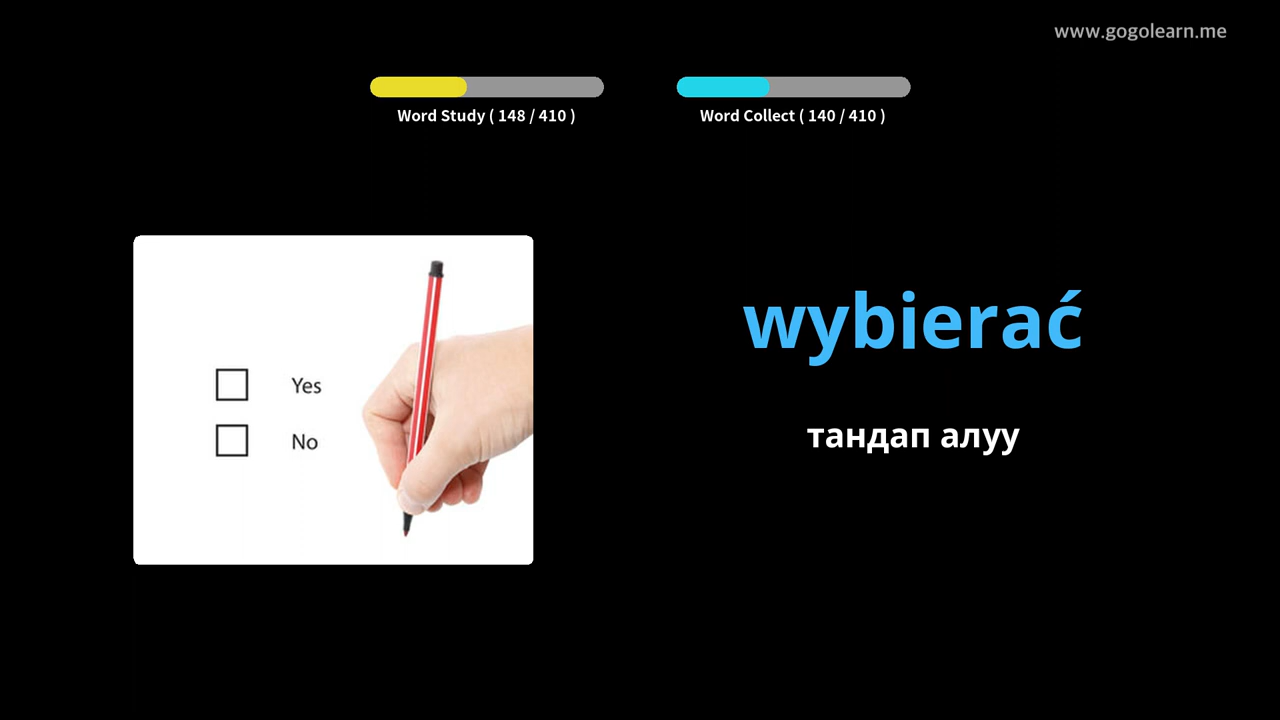 www.gogolearn.me
Word Study ( 148 / 410 )
Word Collect ( 140 / 410 )
Yes
No
wybierać
тандап алуу